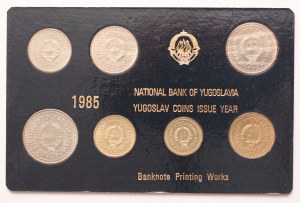 1985
NATIONAL BANK OF YUGOSLAVIA
YUGOSLAV COINS ISSUE YEAR
Banknote Printing Works